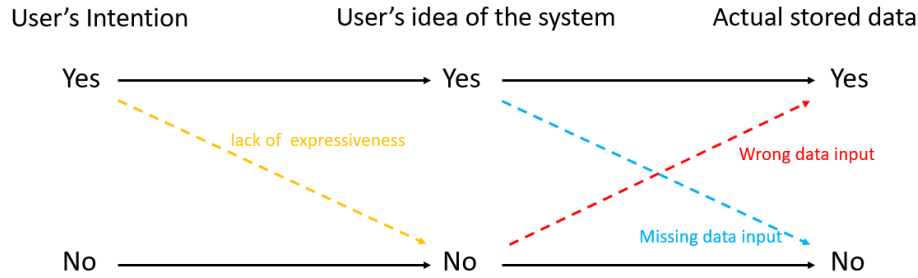 User's Intention
User's idea of the system
Actual stored data
Yes
Yes
Yes
lack of  expressiveness
Wrong data input
Missing data input
No
No
No